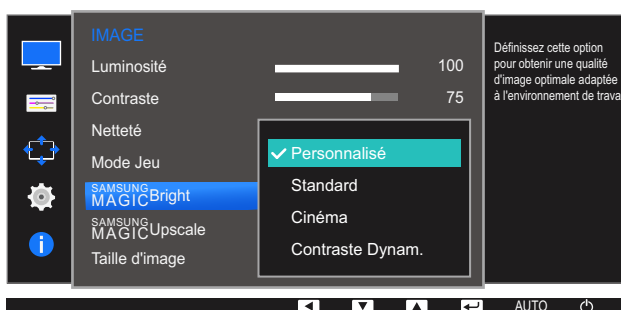 IMAGE
Luminosité 100
Contraste 75
Netteté
Mode Jeu
SAMSUNG
MAGICBright
SAMSUNG
MAGICUpscale
Taille d'image
Personnalisé
Standard
Cinéma
Contraste Dynam.
Définissez cette option
pour obtenir une qualité
d'image optimale adaptée
à l'environnement de trava
AUTO